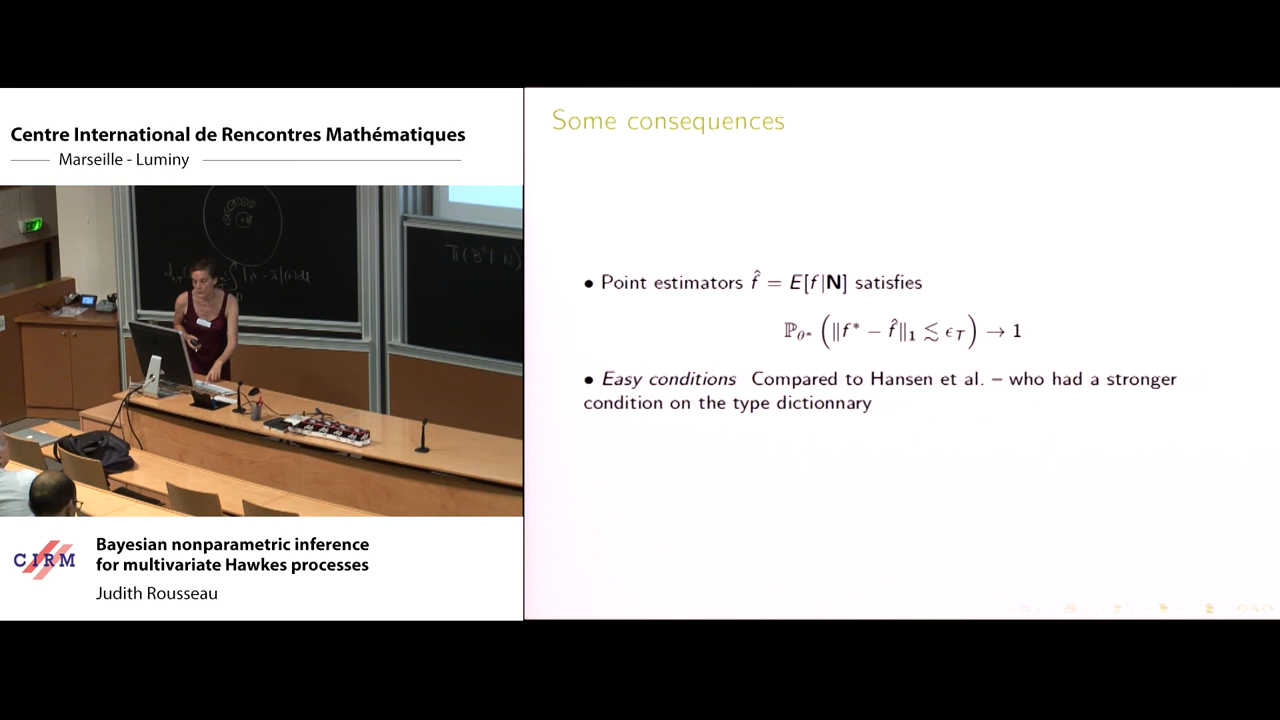 Centre International de Rencontres Mathématiques
Marseille - Luminy
CIRM
Bayesian nonparametric inference
for multivariate Hawkes processes
Judith Rousseau
Some consequences
• Point estimators f̂ = E[f|N] satisfies
ℙ_θ* (‖f* − f̂‖₁ ≲ ϵ_T) → 1
• Easy conditions Compared to Hansen et al. – who had a stronger
condition on the type dictionnary